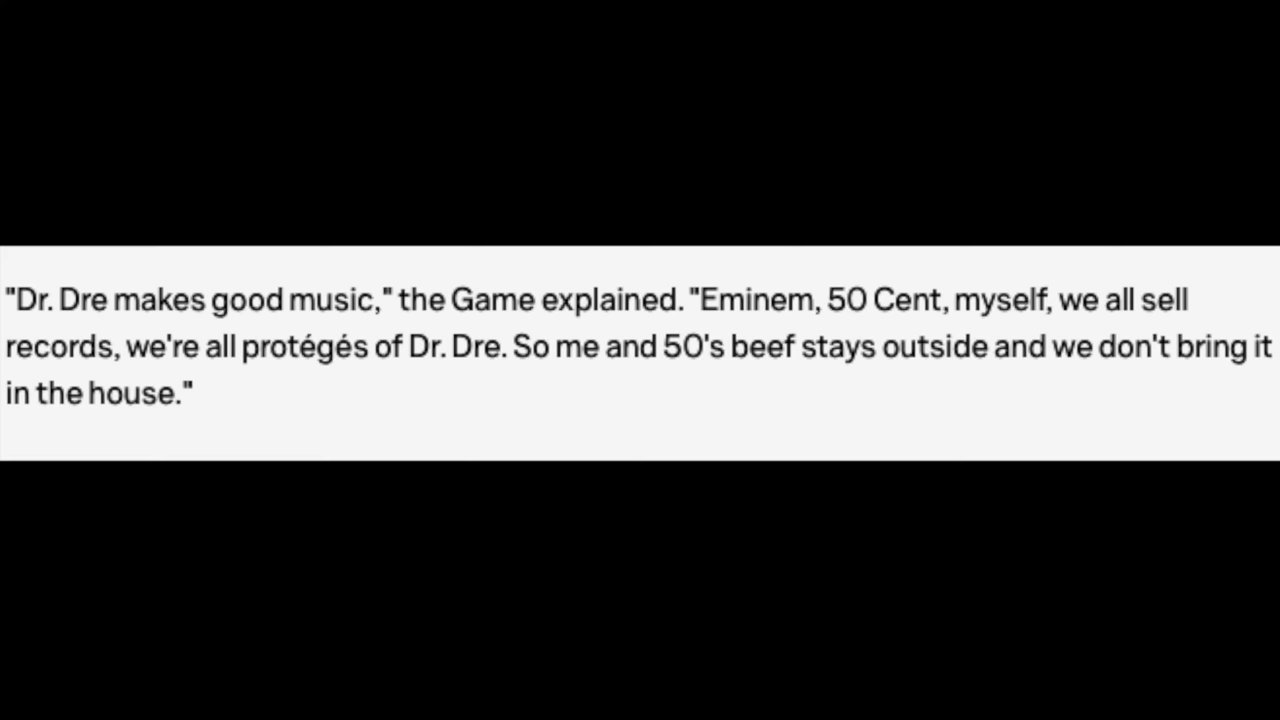 "Dr. Dre makes good music," the Game explained. "Eminem, 50 Cent, myself, we all sell
records, we're all protégés of Dr. Dre. So me and 50's beef stays outside and we don't bring it
in the house."